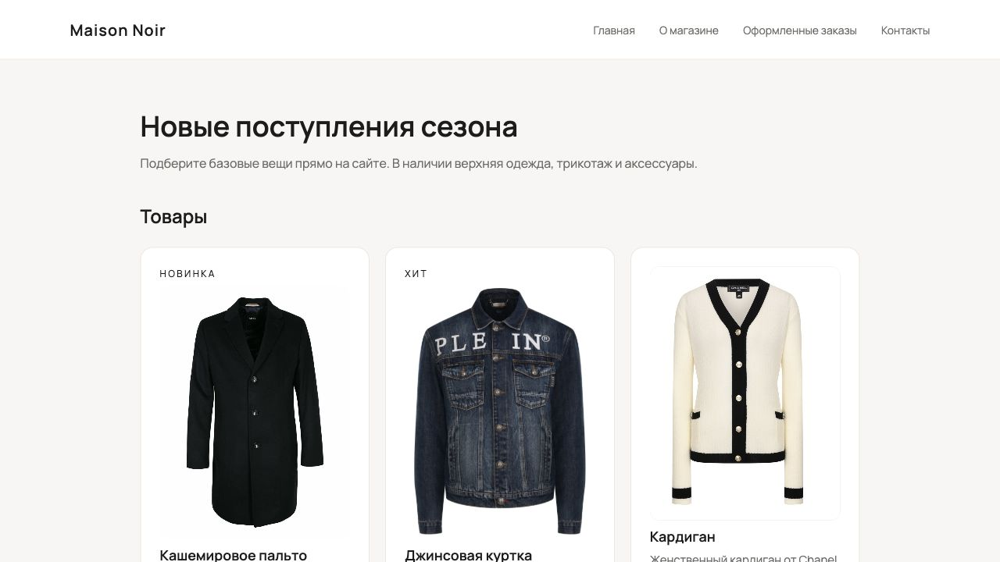 Maison Noir
Главная
О магазине
Оформленные заказы
Контакты
Новые поступления сезона
Подберите базовые вещи прямо на сайте. В наличии верхняя одежда, трикотаж и аксессуары.
Товары
НОВИНКА
ХИТ
PLE IN®
CHANEL
Кашемировое пальто
Джинсовая куртка
Кардиган
Женственный кардиган от Chanel